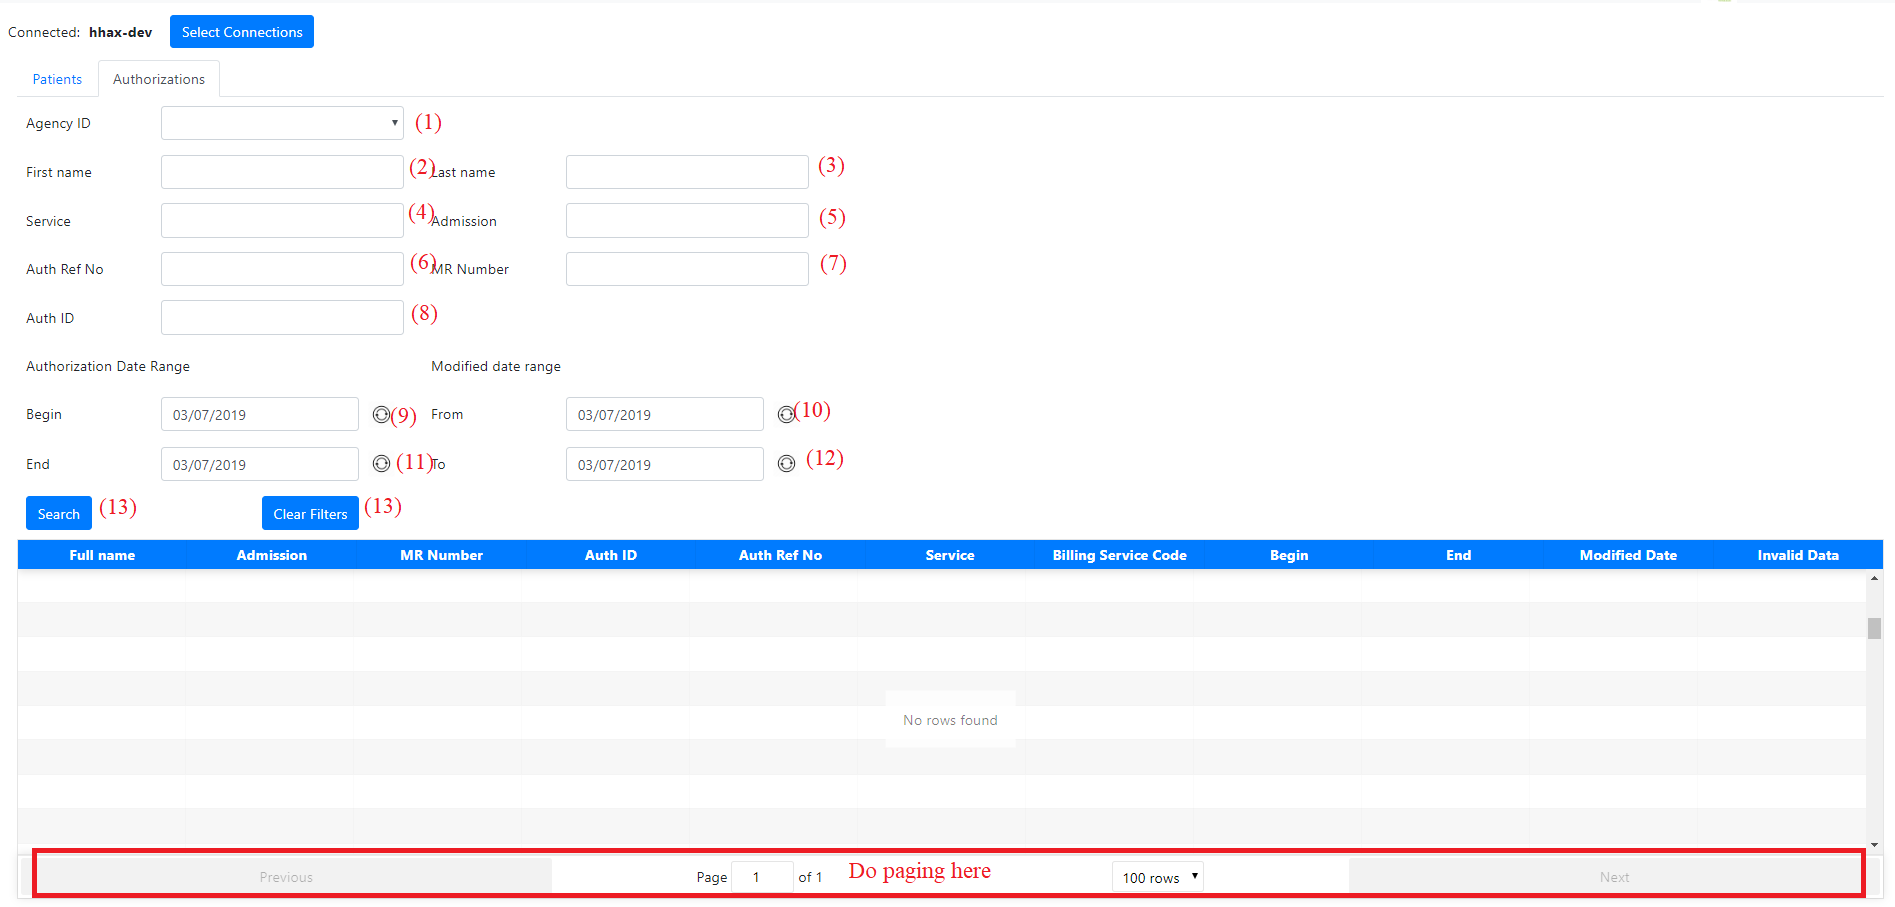 Connected: hhax-dev Select Connections
Patients Authorizations
Agency ID (1)
First name (2) Last name (3)
Service (4) Admission (5)
Auth Ref No (6) MR Number (7)
Auth ID (8)
Authorization Date Range Modified date range
Begin 03/07/2019 (9) From 03/07/2019 (10)
End 03/07/2019 (11) To 03/07/2019 (12)
Search (13) Clear Filters (13)
Full name Admission MR Number Auth ID Auth Ref No Service Billing Service Code Begin End Modified Date Invalid Data
No rows found
Previous Page 1 of 1 Do paging here 100 rows Next